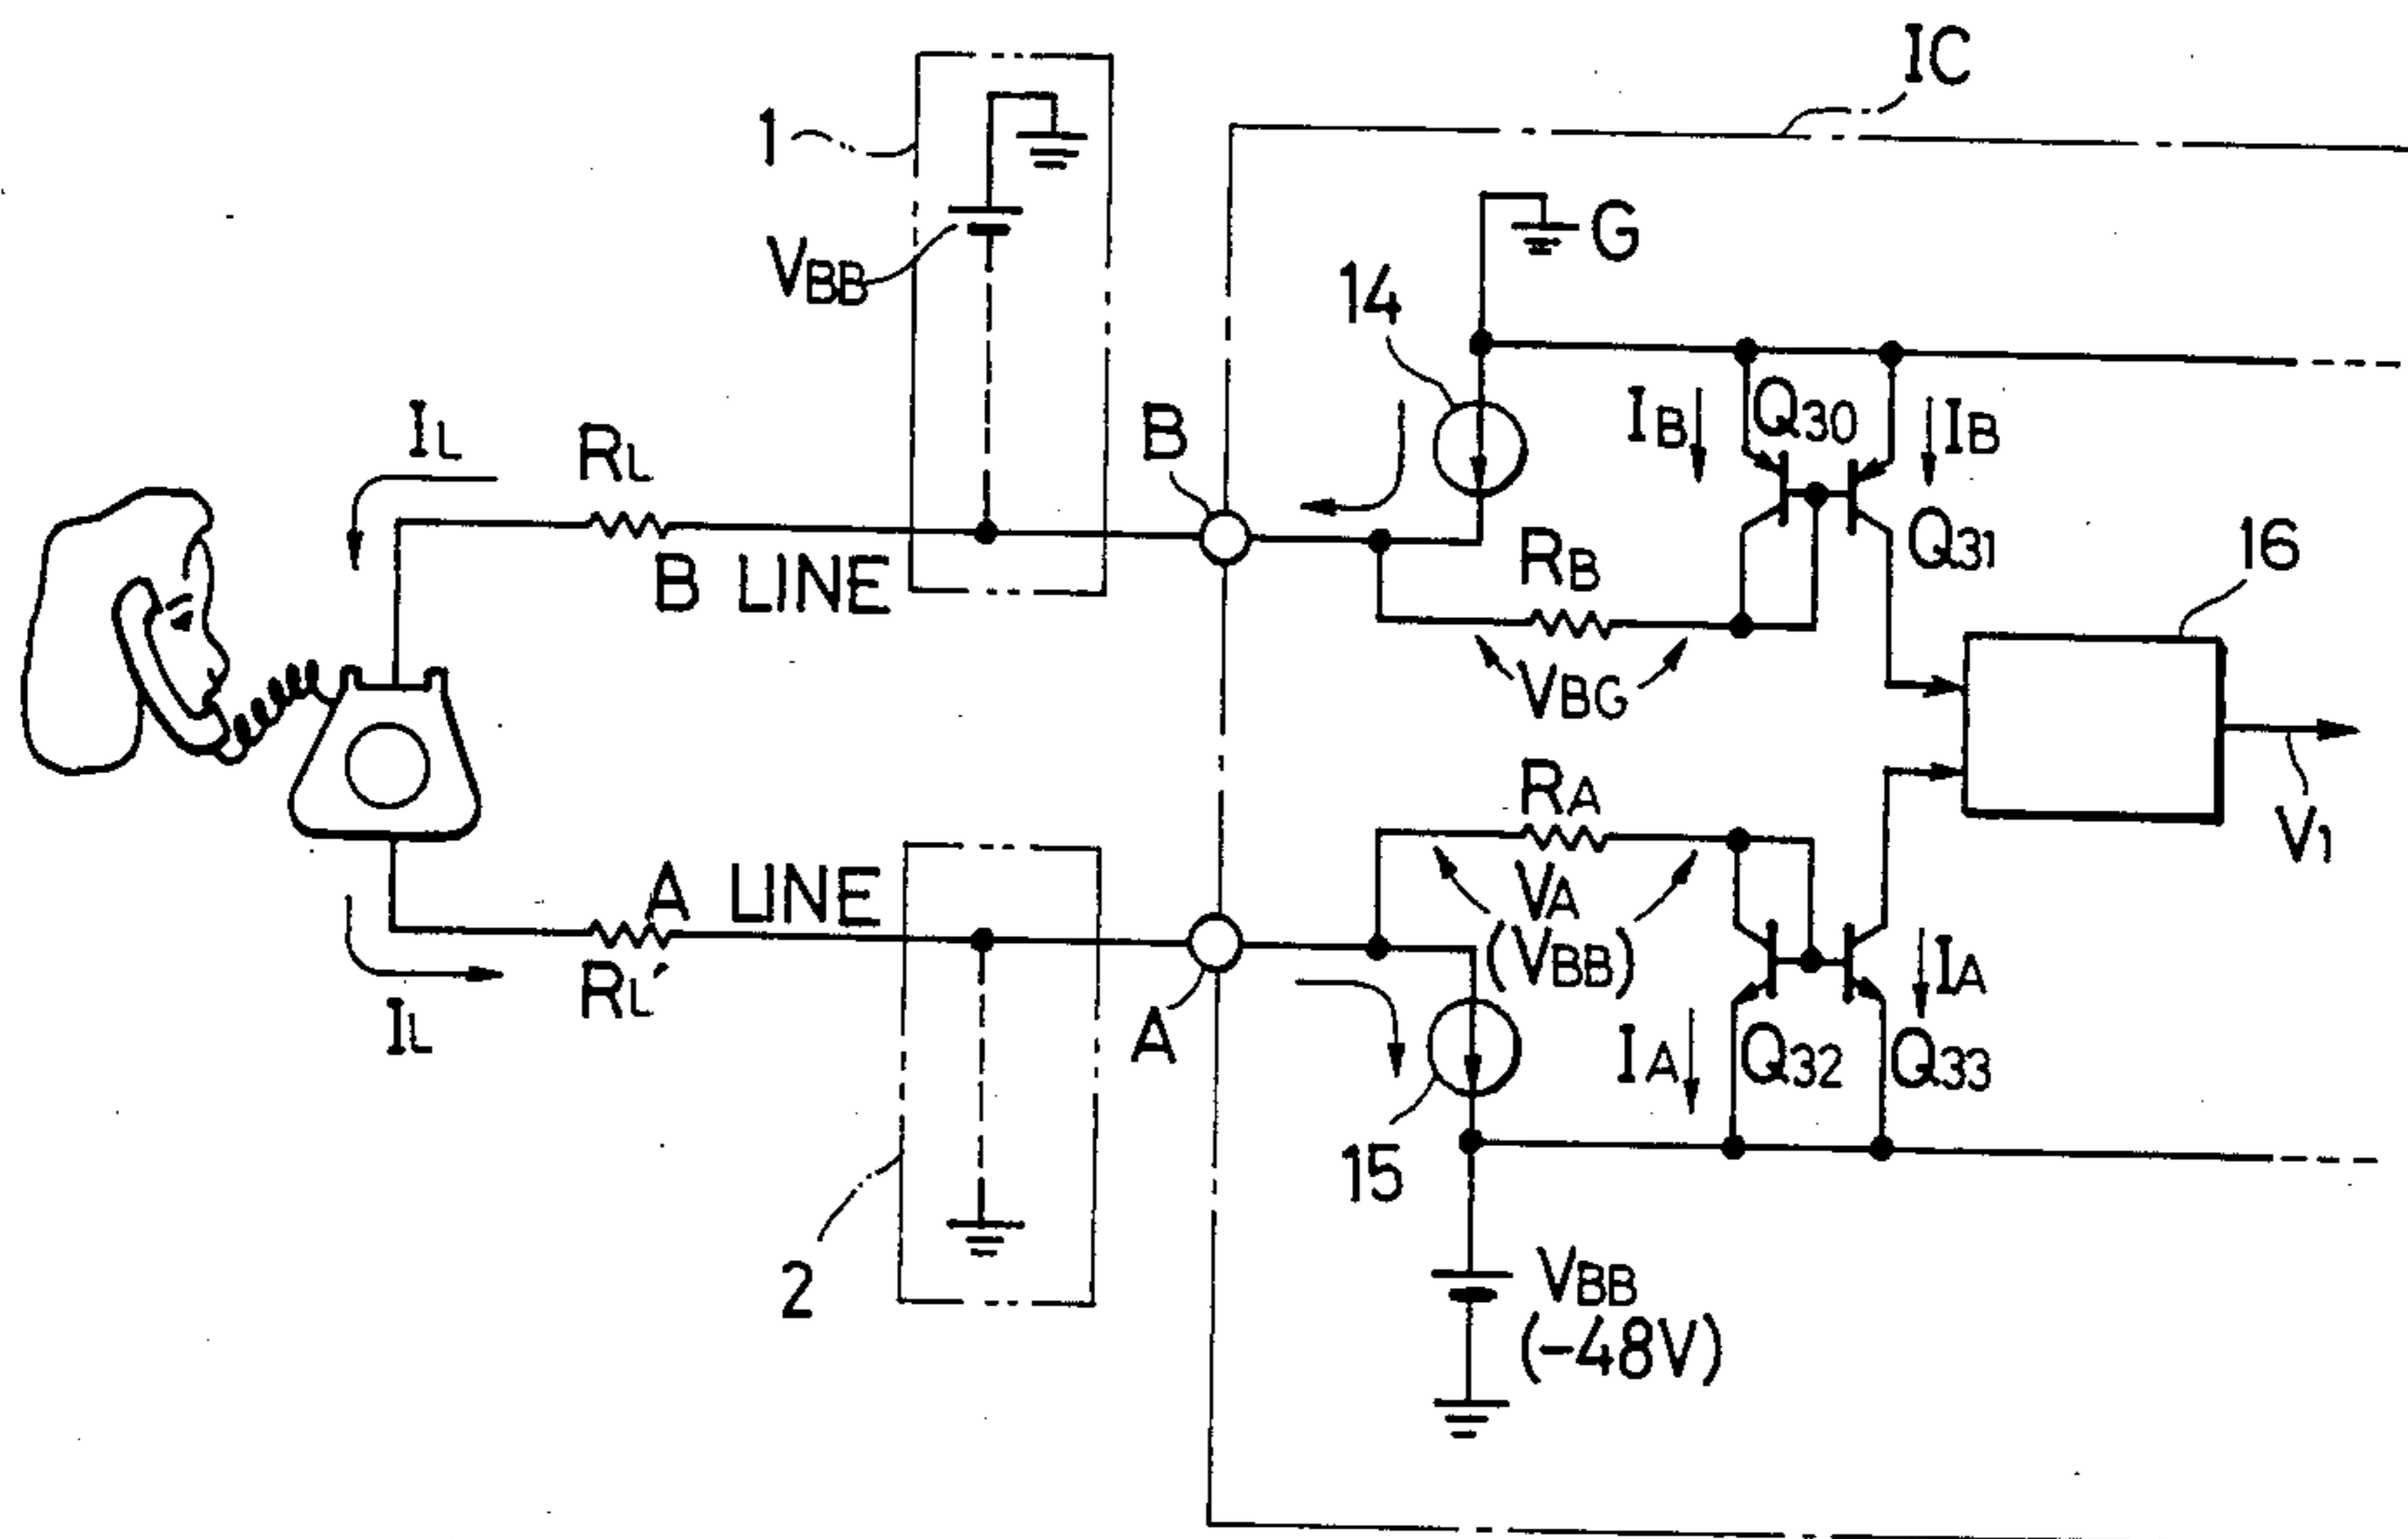 IC
1
VBB
G
14
IL
RL
B
IB
Q30
IB
B LINE
RB
Q31
16
VBG
RA
V1
A LINE
VA
(VBB)
IL
RL′
A
IA
IA
Q32
Q33
15
2
VBB
(-48V)